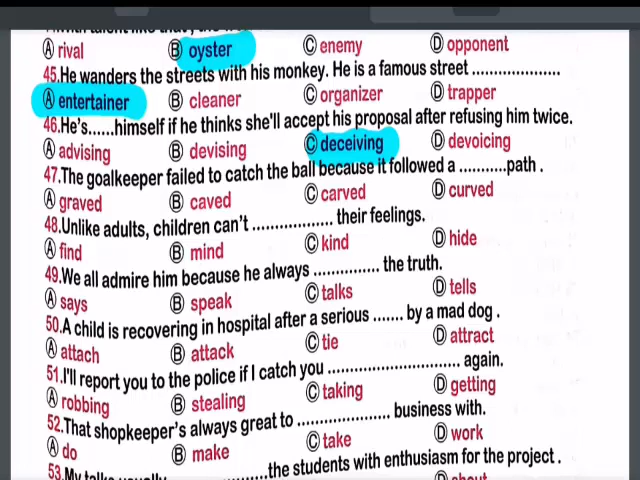 Ⓐ rival Ⓑ oyster Ⓒ enemy Ⓓ opponent
45.He wanders the streets with his monkey. He is a famous street ....................
Ⓐ entertainer Ⓑ cleaner Ⓒ organizer Ⓓ trapper
46.He's......himself if he thinks she'll accept his proposal after refusing him twice.
Ⓐ advising Ⓑ devising Ⓒ deceiving Ⓓ devoicing
47.The goalkeeper failed to catch the ball because it followed a ...........path .
Ⓐ graved Ⓑ caved Ⓒ carved Ⓓ curved
48.Unlike adults, children can't .................. their feelings.
Ⓐ find Ⓑ mind Ⓒ kind Ⓓ hide
49.We all admire him because he always ............... the truth.
Ⓐ says Ⓑ speak Ⓒ talks Ⓓ tells
50.A child is recovering in hospital after a serious ....... by a mad dog .
Ⓐ attach Ⓑ attack Ⓒ tie Ⓓ attract
51.I'll report you to the police if I catch you .............................. again.
Ⓐ robbing Ⓑ stealing Ⓒ taking Ⓓ getting
52.That shopkeeper's always great to ..................... business with.
Ⓐ do Ⓑ make Ⓒ take Ⓓ work
53.My talks usually .....................the students with enthusiasm for the project .
Ⓓ about